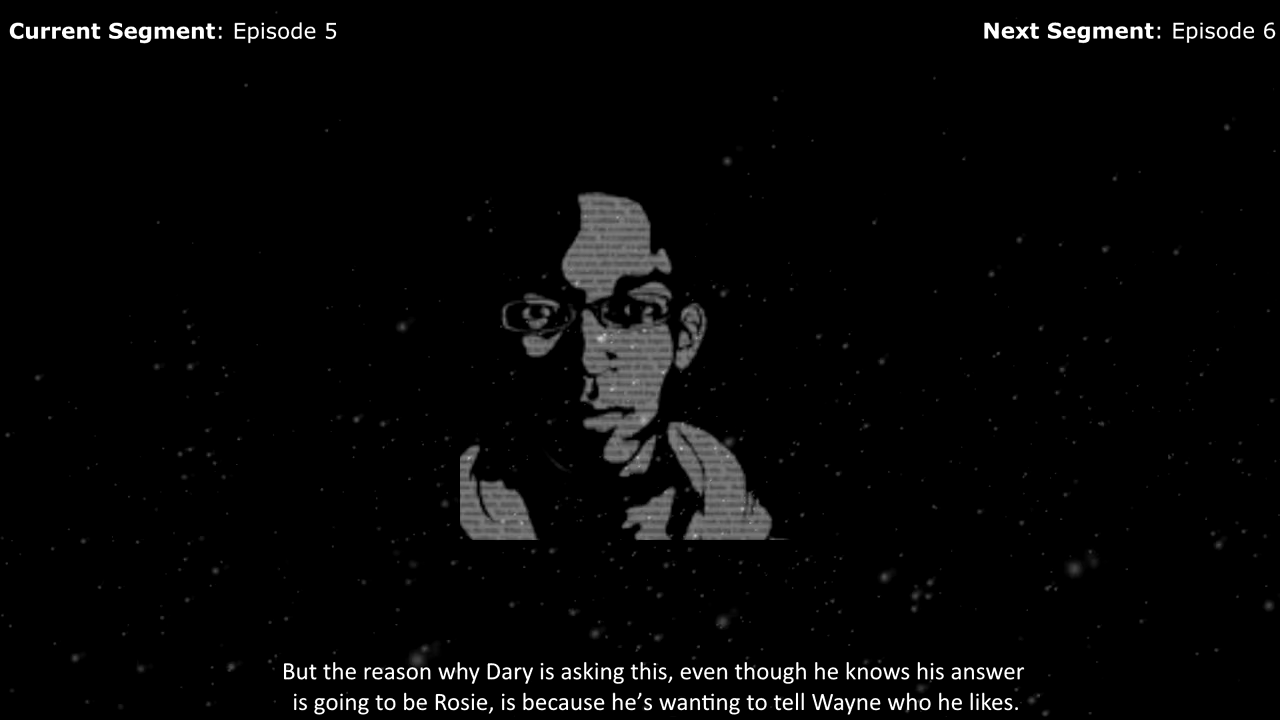 Current Segment: Episode 5
Next Segment: Episode 6
But the reason why Dary is asking this, even though he knows his answer
is going to be Rosie, is because he’s wanting to tell Wayne who he likes.